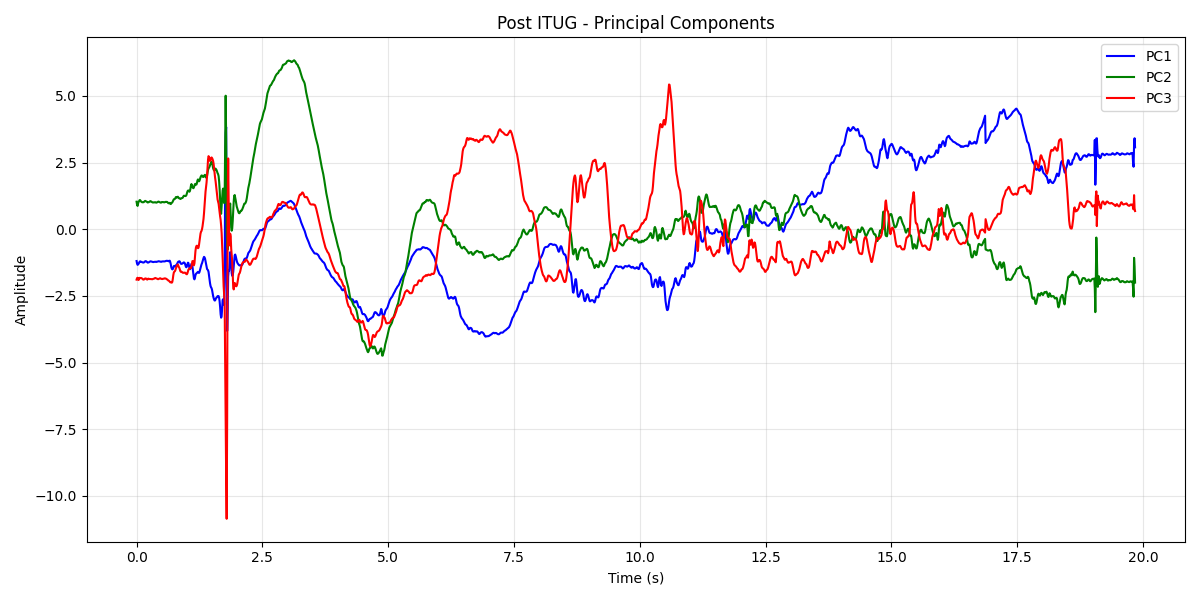 Post ITUG - Principal Components
PC1
PC2
PC3
Amplitude
5.0
2.5
0.0
−2.5
−5.0
−7.5
−10.0
0.0 2.5 5.0 7.5 10.0 12.5 15.0 17.5 20.0
Time (s)